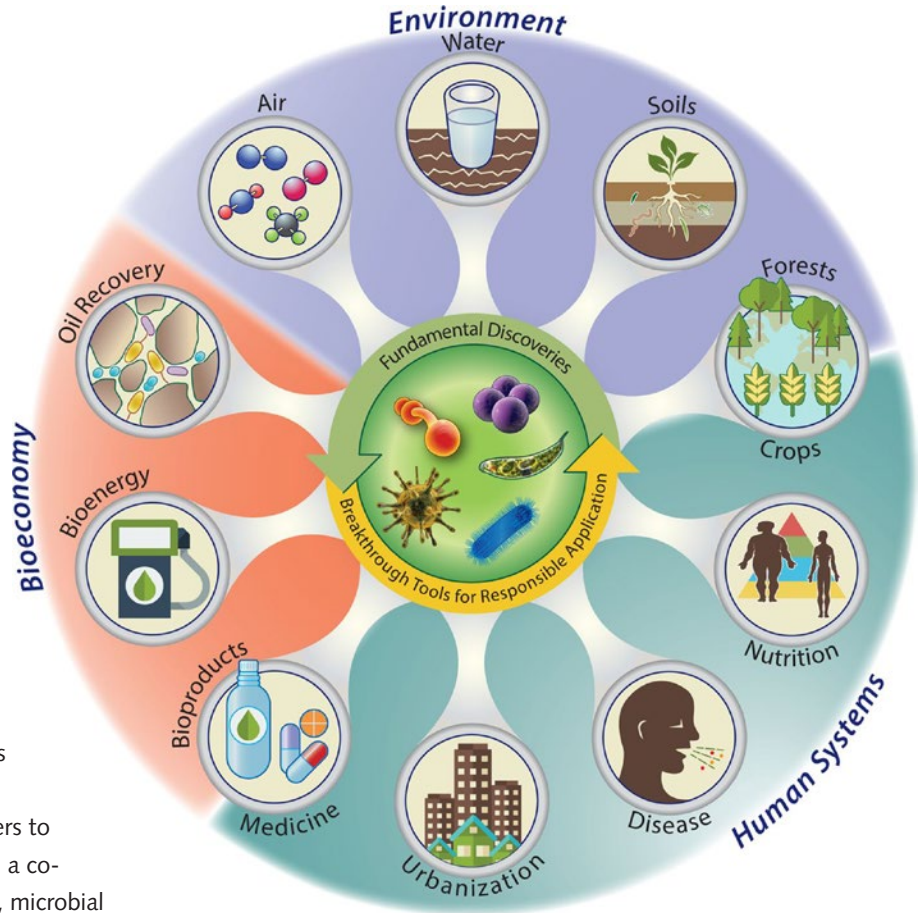 Environment
Water
Air
Soils
Oil Recovery
Forests
Fundamental Discoveries
Crops
Bioeconomy
Bioenergy
Breakthrough Tools for Responsible Application
Nutrition
Bioproducts
Human Systems
s
Medicine
Disease
ers to
Urbanization
a co-
, microbial